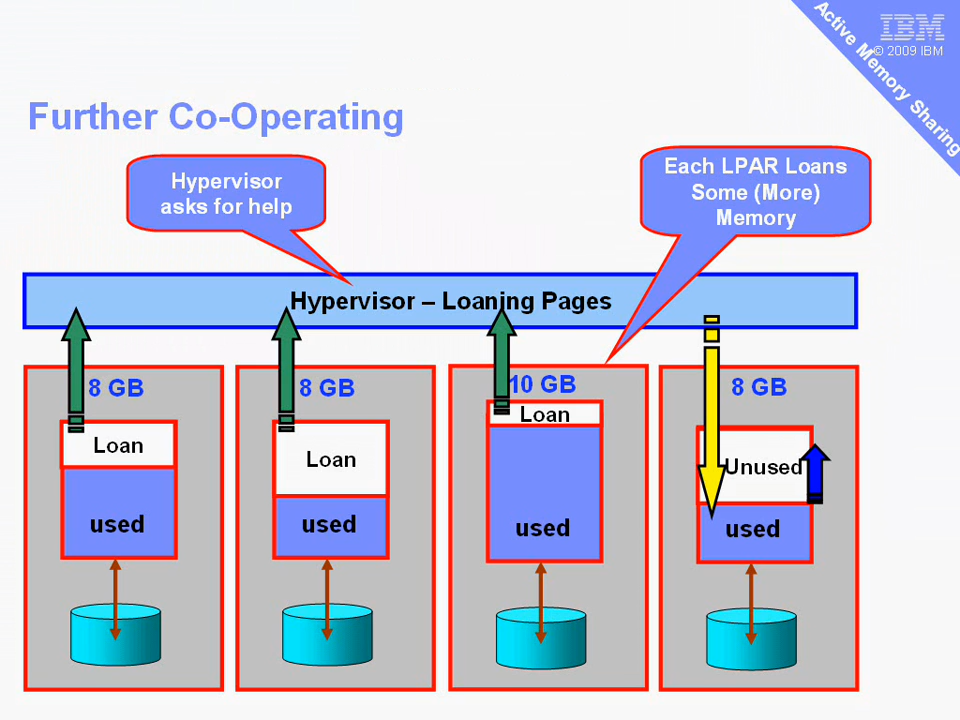 Active Memory Sharing
IBM
© 2009 IBM
Further Co-Operating
Hypervisor
asks for help
Each LPAR Loans
Some (More)
Memory
Hypervisor – Loaning Pages
8 GB
8 GB
10 GB
8 GB
Loan
Loan
Loan
Unused
used
used
used
used